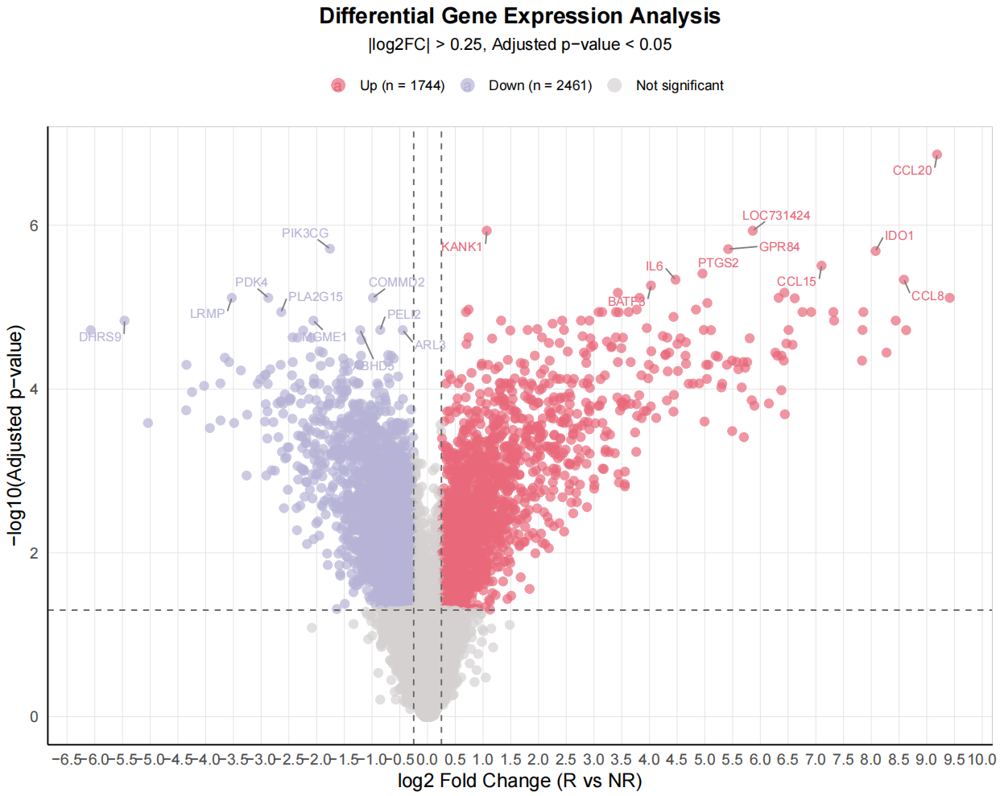 Differential Gene Expression Analysis
|log2FC| > 0.25, Adjusted p−value < 0.05
a Up (n = 1744) a Down (n = 2461) Not significant
CCL20
LOC731424
PIK3CG
IDO1
KANK1
GPR84
PTGS2
IL6
PDK4
COMMD2
CCL15
PLA2G15
CCL8
BATF3
LRMP
PELI2
DHRS9
MGME1
ARL3
BHD5
6
4
2
0
−log10(Adjusted p−value)
−6.5 −6.0 −5.5 −5.0 −4.5 −4.0 −3.5 −3.0 −2.5 −2.0 −1.5 −1.0 −0.5 0.0 0.5 1.0 1.5 2.0 2.5 3.0 3.5 4.0 4.5 5.0 5.5 6.0 6.5 7.0 7.5 8.0 8.5 9.0 9.5 10.0
log2 Fold Change (R vs NR)